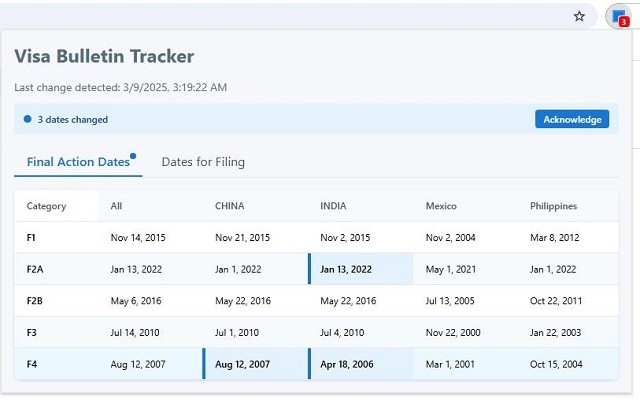 3
Visa Bulletin Tracker
Last change detected: 3/9/2025, 3:19:22 AM
3 dates changed Acknowledge
Final Action Dates Dates for Filing
Category All CHINA INDIA Mexico Philippines
F1 Nov 14, 2015 Nov 21, 2015 Nov 2, 2015 Nov 2, 2004 Mar 8, 2012
F2A Jan 13, 2022 Jan 1, 2022 Jan 13, 2022 May 1, 2021 Jan 1, 2022
F2B May 6, 2016 May 22, 2016 May 22, 2016 Jul 13, 2005 Oct 22, 2011
F3 Jul 14, 2010 Jul 1, 2010 Jul 4, 2010 Nov 22, 2000 Jan 22, 2003
F4 Aug 12, 2007 Aug 12, 2007 Apr 18, 2006 Mar 1, 2001 Oct 15, 2004